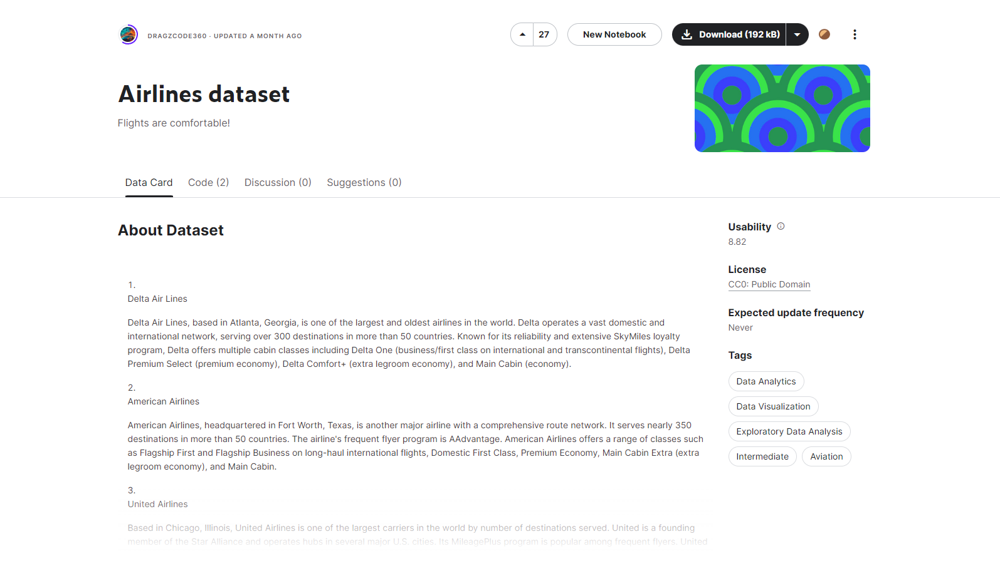 DRAGZCODE360 · UPDATED A MONTH AGO
27
New Notebook
Download (192 kB)
Airlines dataset
Flights are comfortable!
Data Card
Code (2)
Discussion (0)
Suggestions (0)
About Dataset
1.
Delta Air Lines
Delta Air Lines, based in Atlanta, Georgia, is one of the largest and oldest airlines in the world. Delta operates a vast domestic and
international network, serving over 300 destinations in more than 50 countries. Known for its reliability and extensive SkyMiles loyalty
program, Delta offers multiple cabin classes including Delta One (business/first class on international and transcontinental flights), Delta
Premium Select (premium economy), Delta Comfort+ (extra legroom economy), and Main Cabin (economy).
2.
American Airlines
American Airlines, headquartered in Fort Worth, Texas, is another major airline with a comprehensive route network. It serves nearly 350
destinations in more than 50 countries. The airline's frequent flyer program is AAdvantage. American Airlines offers a range of classes such
as Flagship First and Flagship Business on long-haul international flights, Domestic First Class, Premium Economy, Main Cabin Extra (extra
legroom economy), and Main Cabin.
3.
United Airlines
Based in Chicago, Illinois, United Airlines is one of the largest carriers in the world by number of destinations served. United is a founding
member of the Star Alliance and operates hubs in several major U.S. cities. Its MileagePlus program is popular among frequent flyers. United
Usability
8.82
License
CC0: Public Domain
Expected update frequency
Never
Tags
Data Analytics
Data Visualization
Exploratory Data Analysis
Intermediate
Aviation